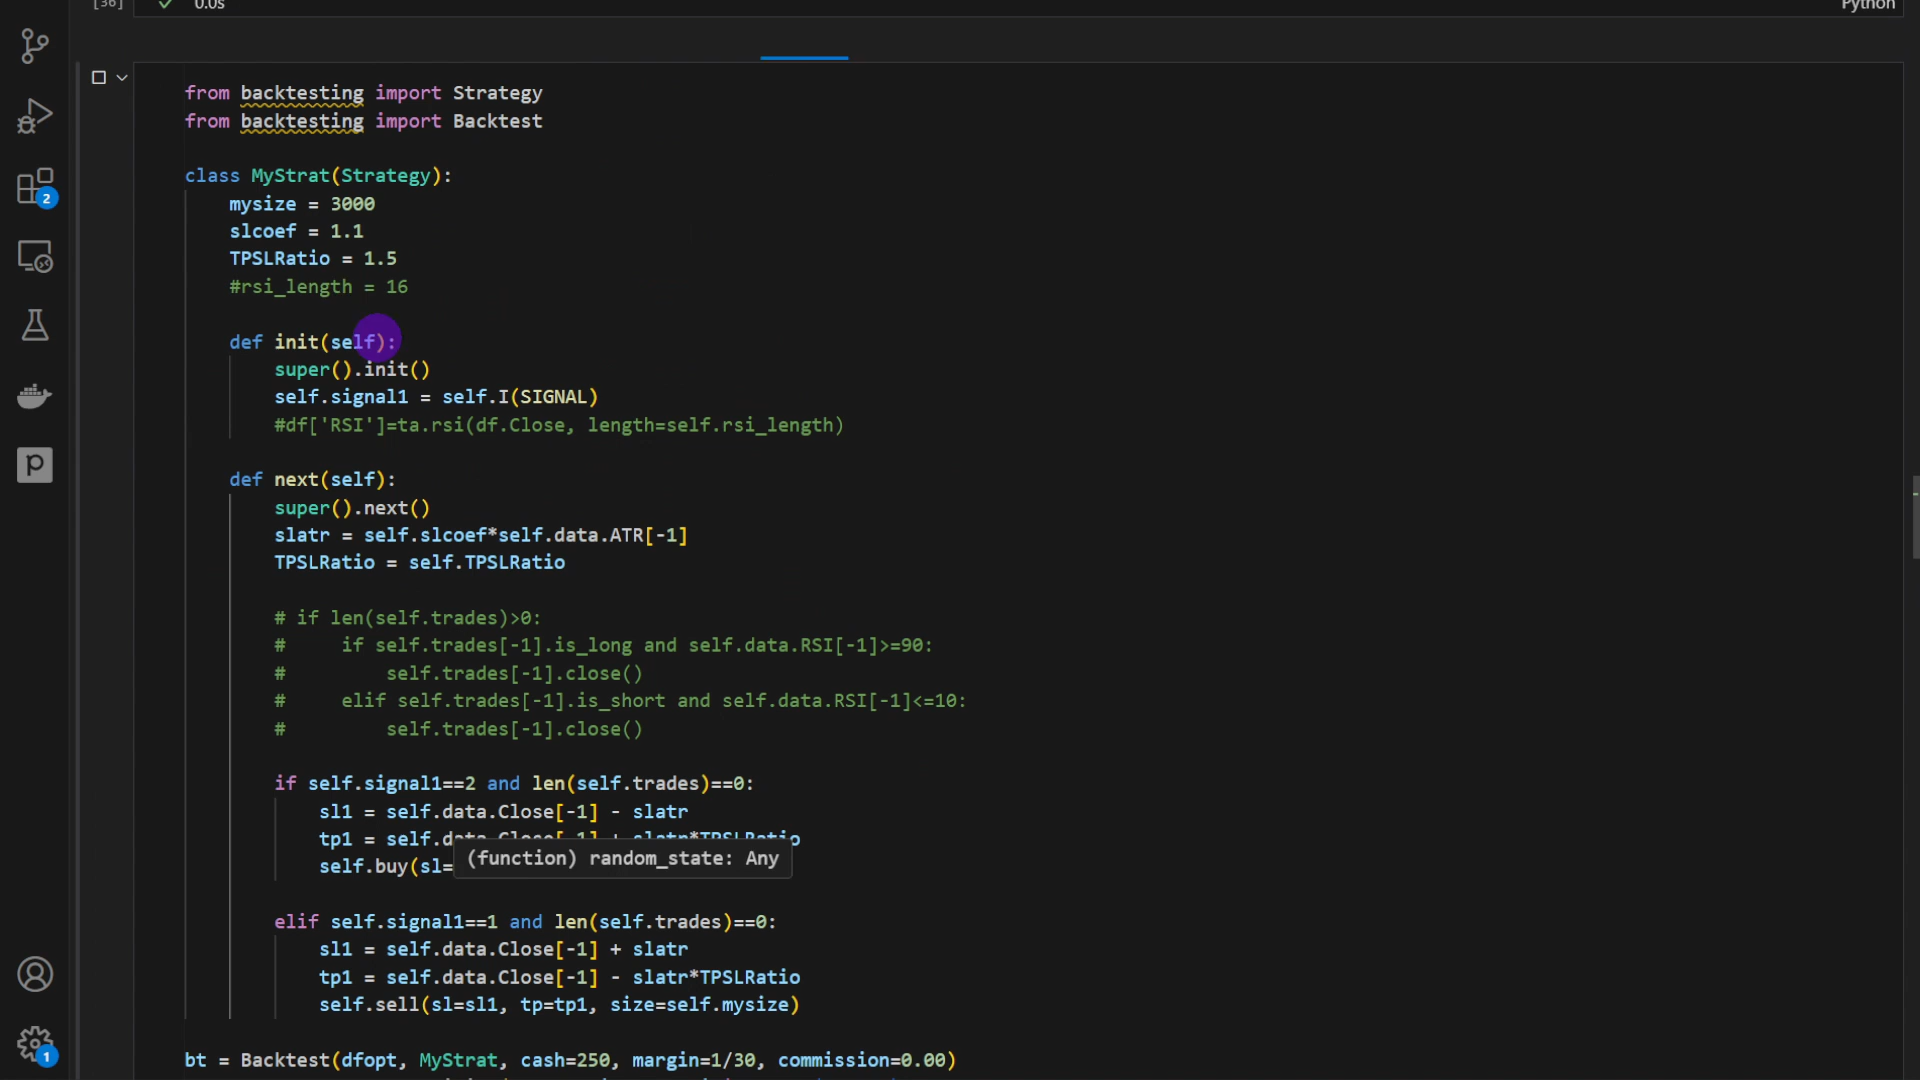 [36]
0.0s
Python
from backtesting import Strategy
from backtesting import Backtest
class MyStrat(Strategy):
mysize = 3000
slcoef = 1.1
TPSLRatio = 1.5
#rsi_length = 16
def init(self):
super().init()
self.signal1 = self.I(SIGNAL)
#df['RSI']=ta.rsi(df.Close, length=self.rsi_length)
def next(self):
super().next()
slatr = self.slcoef*self.data.ATR[-1]
TPSLRatio = self.TPSLRatio
# if len(self.trades)>0:
#     if self.trades[-1].is_long and self.data.RSI[-1]>=90:
#         self.trades[-1].close()
#     elif self.trades[-1].is_short and self.data.RSI[-1]<=10:
#         self.trades[-1].close()
if self.signal1==2 and len(self.trades)==0:
sl1 = self.data.Close[-1] - slatr
tp1 = self.data.Close[-1] + slatr*TPSLRatio
self.buy(sl=
(function) random_state: Any
elif self.signal1==1 and len(self.trades)==0:
sl1 = self.data.Close[-1] + slatr
tp1 = self.data.Close[-1] - slatr*TPSLRatio
self.sell(sl=sl1, tp=tp1, size=self.mysize)
bt = Backtest(dfopt, MyStrat, cash=250, margin=1/30, commission=0.00)
2
1